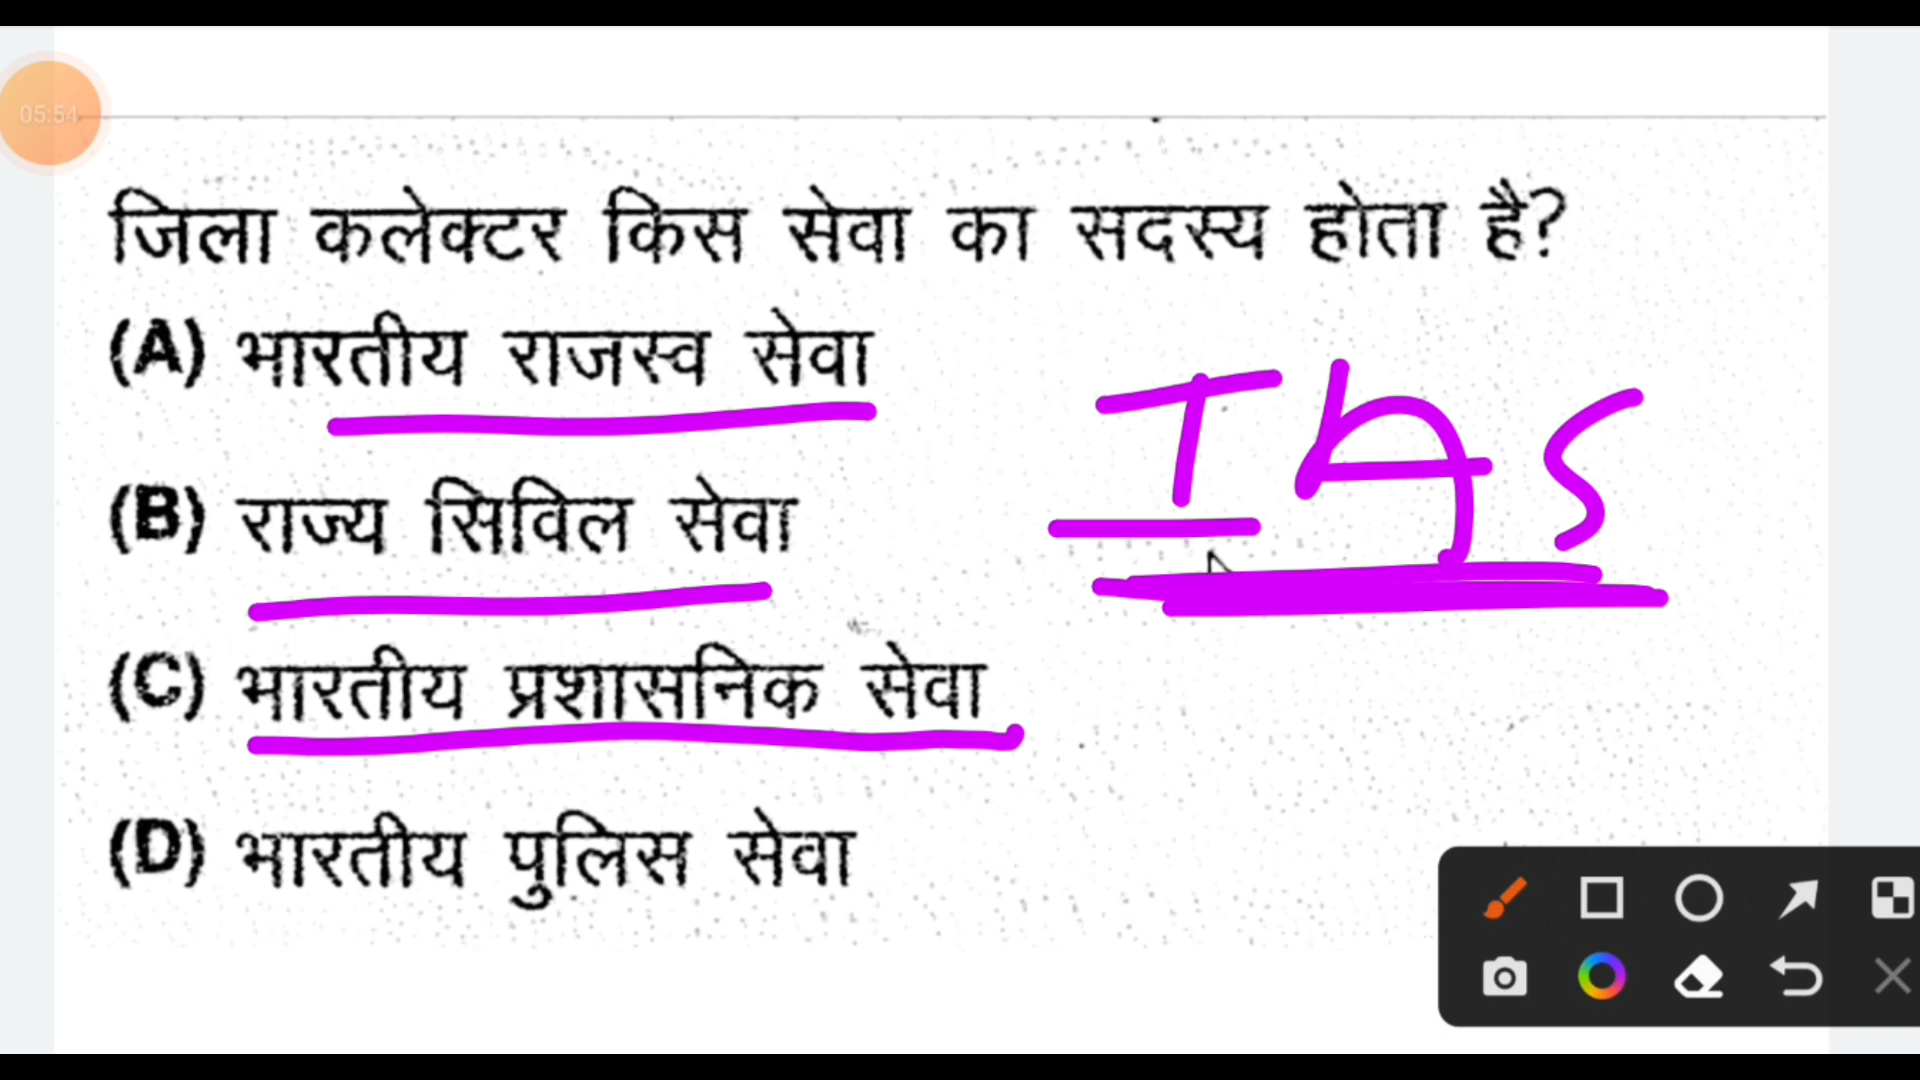 05:54
जिला कलेक्टर किस सेवा का सदस्य होता है?
(A) भारतीय राजस्व सेवा
(B) राज्य सिविल सेवा
IAS
(C) भारतीय प्रशासनिक सेवा
(D) भारतीय पुलिस सेवा